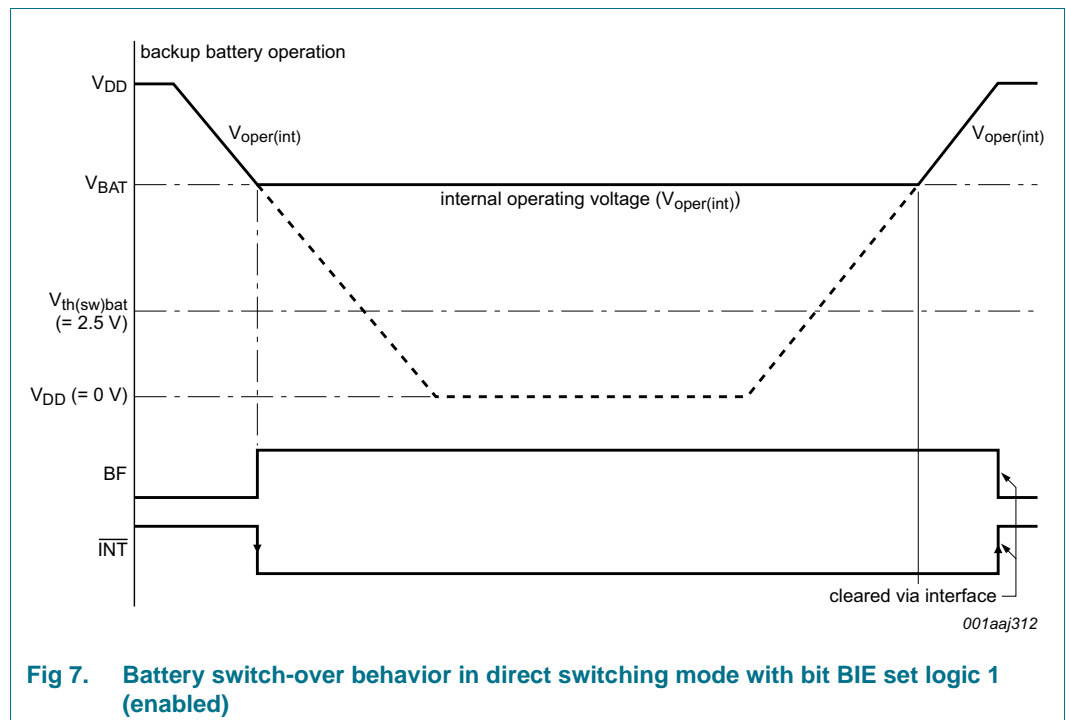 backup battery operation
VDD
Voper(int)
Voper(int)
VBAT
internal operating voltage (Voper(int))
Vth(sw)bat
(= 2.5 V)
VDD (= 0 V)
BF
INT
cleared via interface
001aaj312
Fig 7. Battery switch-over behavior in direct switching mode with bit BIE set logic 1
(enabled)